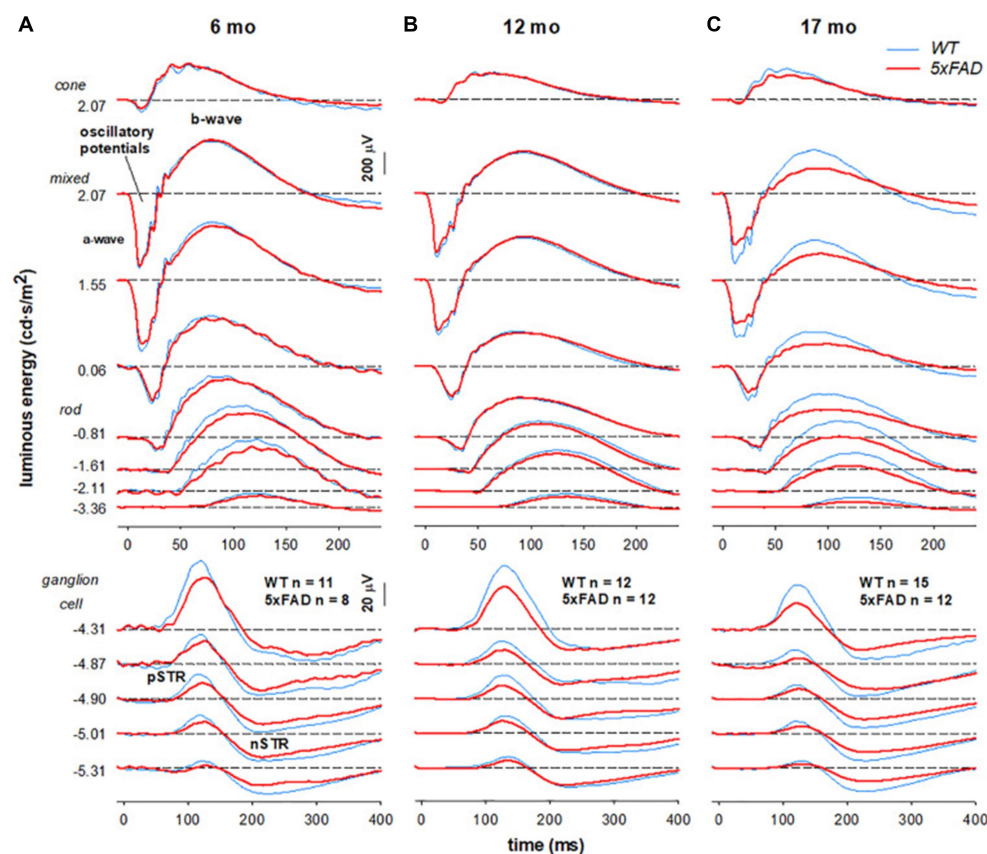 A 6 mo B 12 mo C 17 mo
WT
5xFAD
cone
2.07
b-wave
oscillatory
potentials
200 µV
mixed
2.07
a-wave
1.55
luminous energy (cd·s/m²)
0.06
rod
-0.81
-1.61
-2.11
-3.36
0 50 100 150 200 0 50 100 150 200 0 50 100 150 200
ganglion
cell
WT n = 11
5xFAD n = 8
20 µV
WT n = 12
5xFAD n = 12
WT n = 15
5xFAD n = 12
-4.31
-4.87
pSTR
-4.90
-5.01
nSTR
-5.31
0 100 200 300 400 0 100 200 300 400 0 100 200 300 400
time (ms)